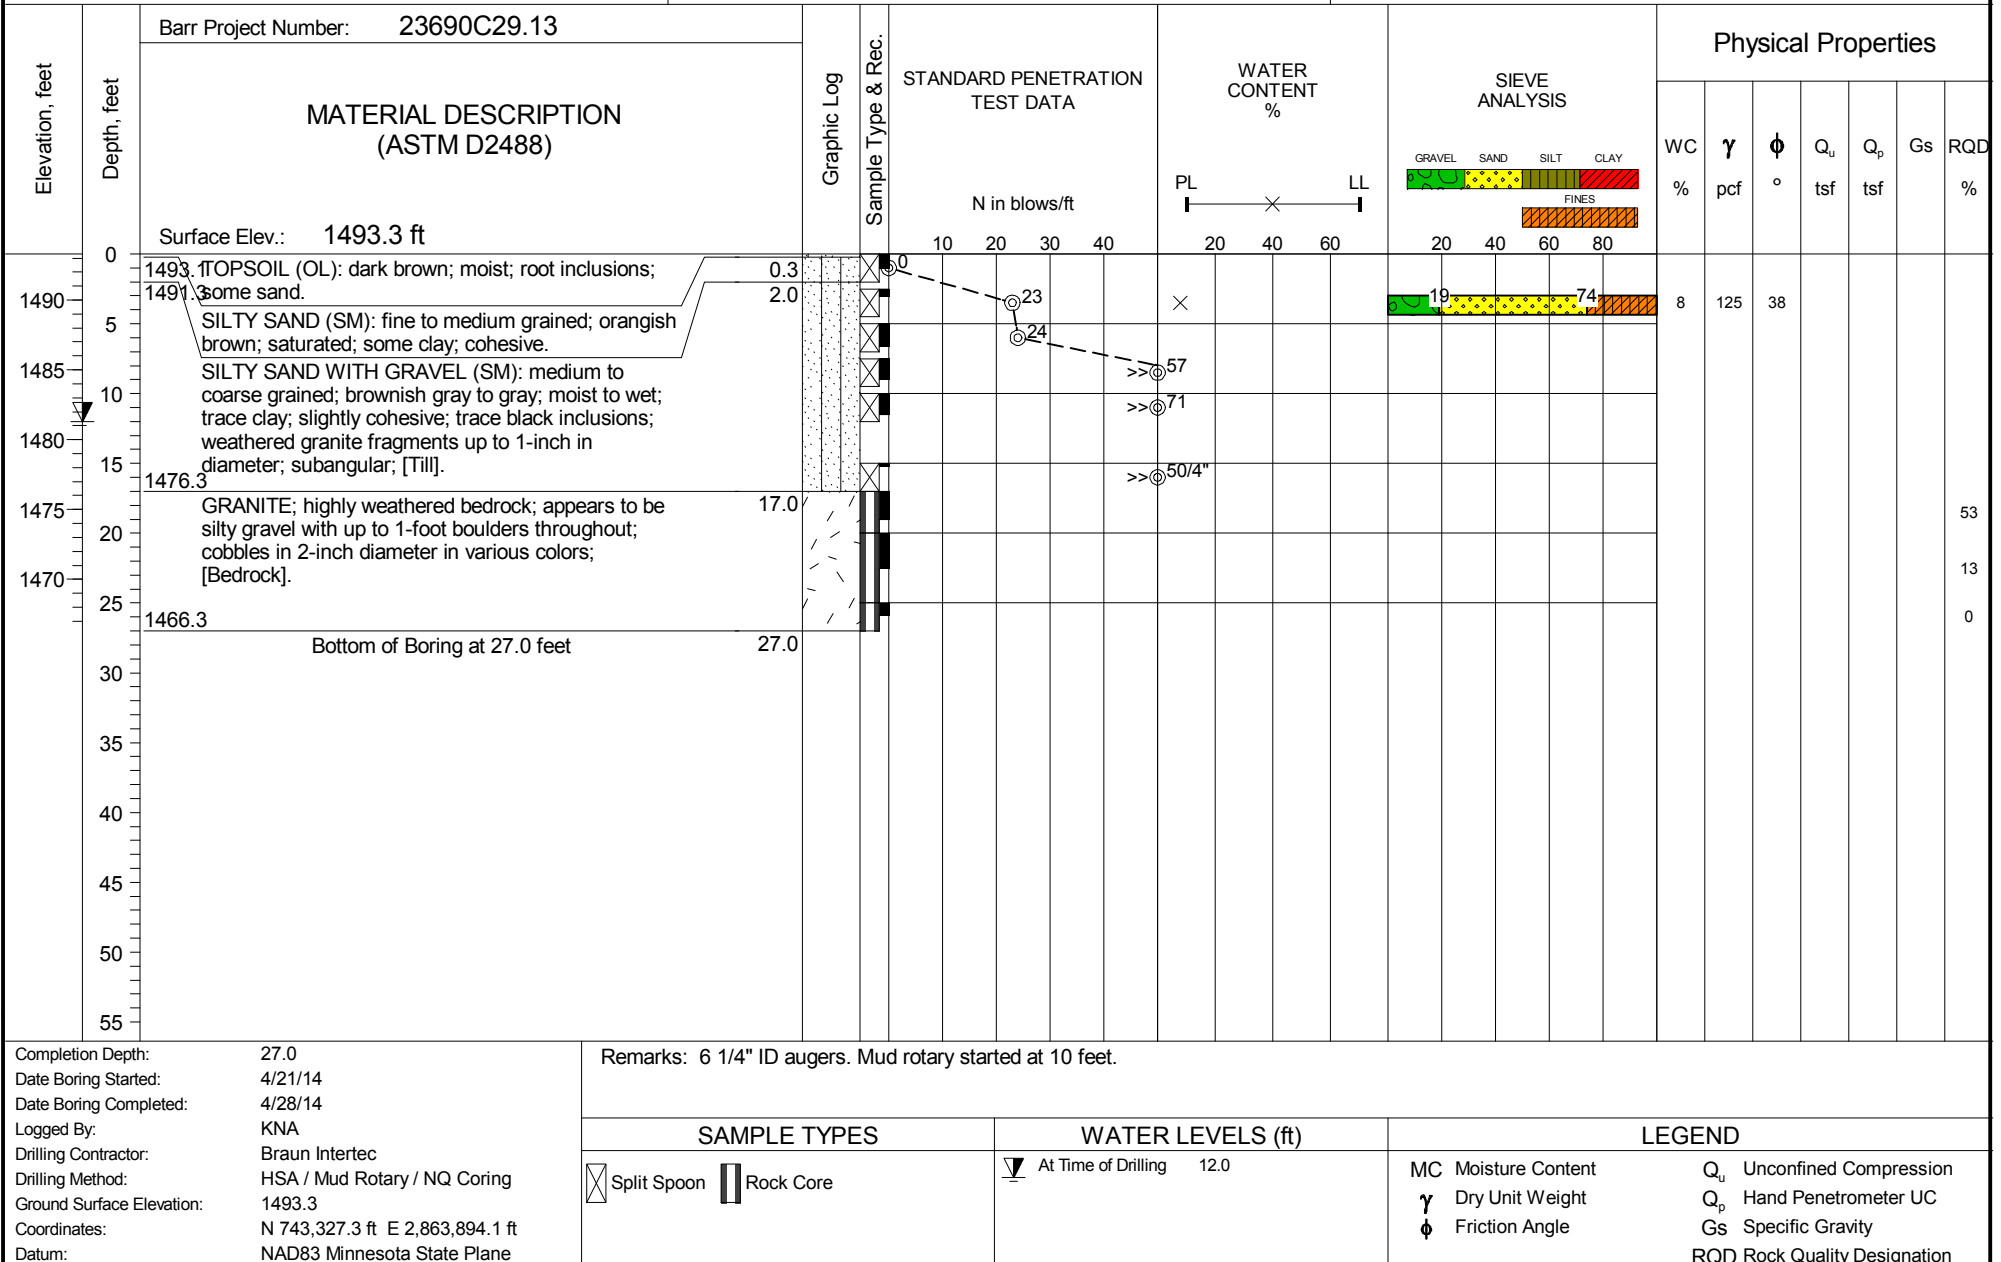 Barr Project Number: 23690C29.13
Elevation, feet
Depth, feet
MATERIAL DESCRIPTION
(ASTM D2488)
Surface Elev.: 1493.3 ft
Graphic Log
Sample Type & Rec.
STANDARD PENETRATION
TEST DATA
N in blows/ft
10 20 30 40
WATER
CONTENT
%
PL LL
20 40 60
SIEVE
ANALYSIS
GRAVEL SAND SILT CLAY
FINES
20 40 60 80
Physical Properties
WC γ ϕ Qu Qp Gs RQD
% pcf ° tsf tsf %
0
1493.1 TOPSOIL (OL): dark brown; moist; root inclusions; 0.3
0
1491.3 some sand. 2.0
1490
23
19 74
8 125 38
SILTY SAND (SM): fine to medium grained; orangish
5
brown; saturated; some clay; cohesive.
24
1485
SILTY SAND WITH GRAVEL (SM): medium to
>> 57
coarse grained; brownish gray to gray; moist to wet;
10
>> 71
trace clay; slightly cohesive; trace black inclusions;
1480
weathered granite fragments up to 1-inch in
15
diameter; subangular; [Till].
>> 50/4"
1476.3
1475
GRANITE; highly weathered bedrock; appears to be 17.0
53
silty gravel with up to 1-foot boulders throughout;
20
cobbles in 2-inch diameter in various colors;
1470
[Bedrock].
13
25
1466.3
0
Bottom of Boring at 27.0 feet 27.0
30
35
40
45
50
55
Completion Depth: 27.0
Date Boring Started: 4/21/14
Date Boring Completed: 4/28/14
Logged By: KNA
Drilling Contractor: Braun Intertec
Drilling Method: HSA / Mud Rotary / NQ Coring
Ground Surface Elevation: 1493.3
Coordinates: N 743,327.3 ft E 2,863,894.1 ft
Datum: NAD83 Minnesota State Plane
Remarks: 6 1/4" ID augers. Mud rotary started at 10 feet.
SAMPLE TYPES
Split Spoon Rock Core
WATER LEVELS (ft)
At Time of Drilling 12.0
LEGEND
MC Moisture Content
γ Dry Unit Weight
ϕ Friction Angle
Qu Unconfined Compression
Qp Hand Penetrometer UC
Gs Specific Gravity
RQD Rock Quality Designation